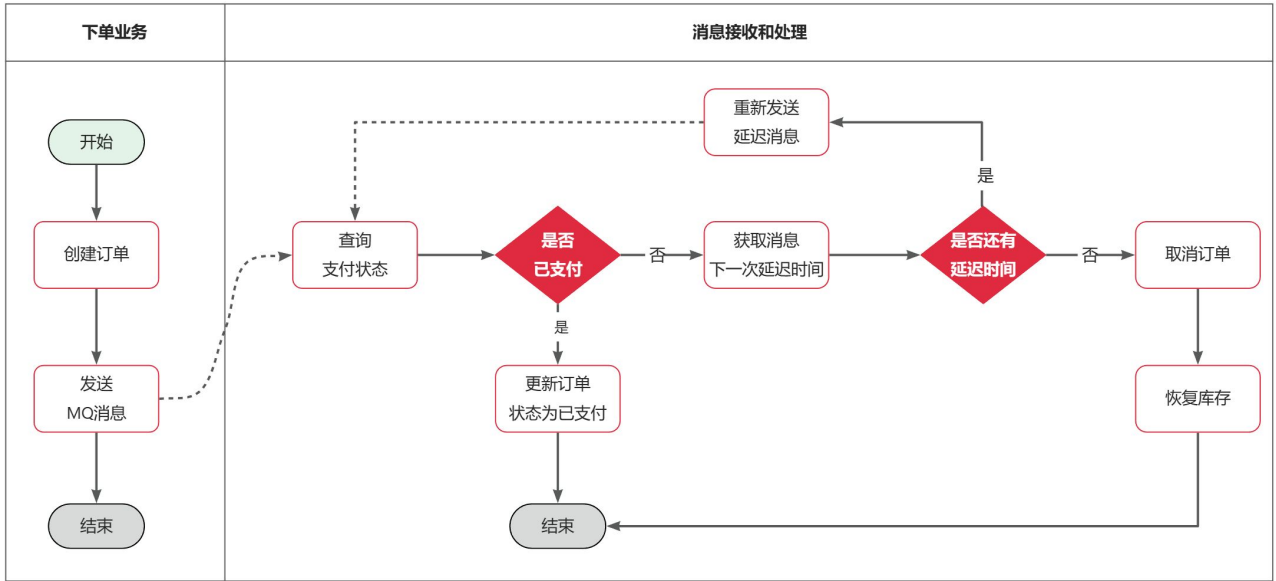 下单业务
消息接收和处理
开始
创建订单
发送
MQ消息
结束
重新发送
延迟消息
是
查询
支付状态
是否
已支付
否
获取消息
下一次延迟时间
是否还有
延迟时间
否
取消订单
是
更新订单
状态为已支付
恢复库存
结束